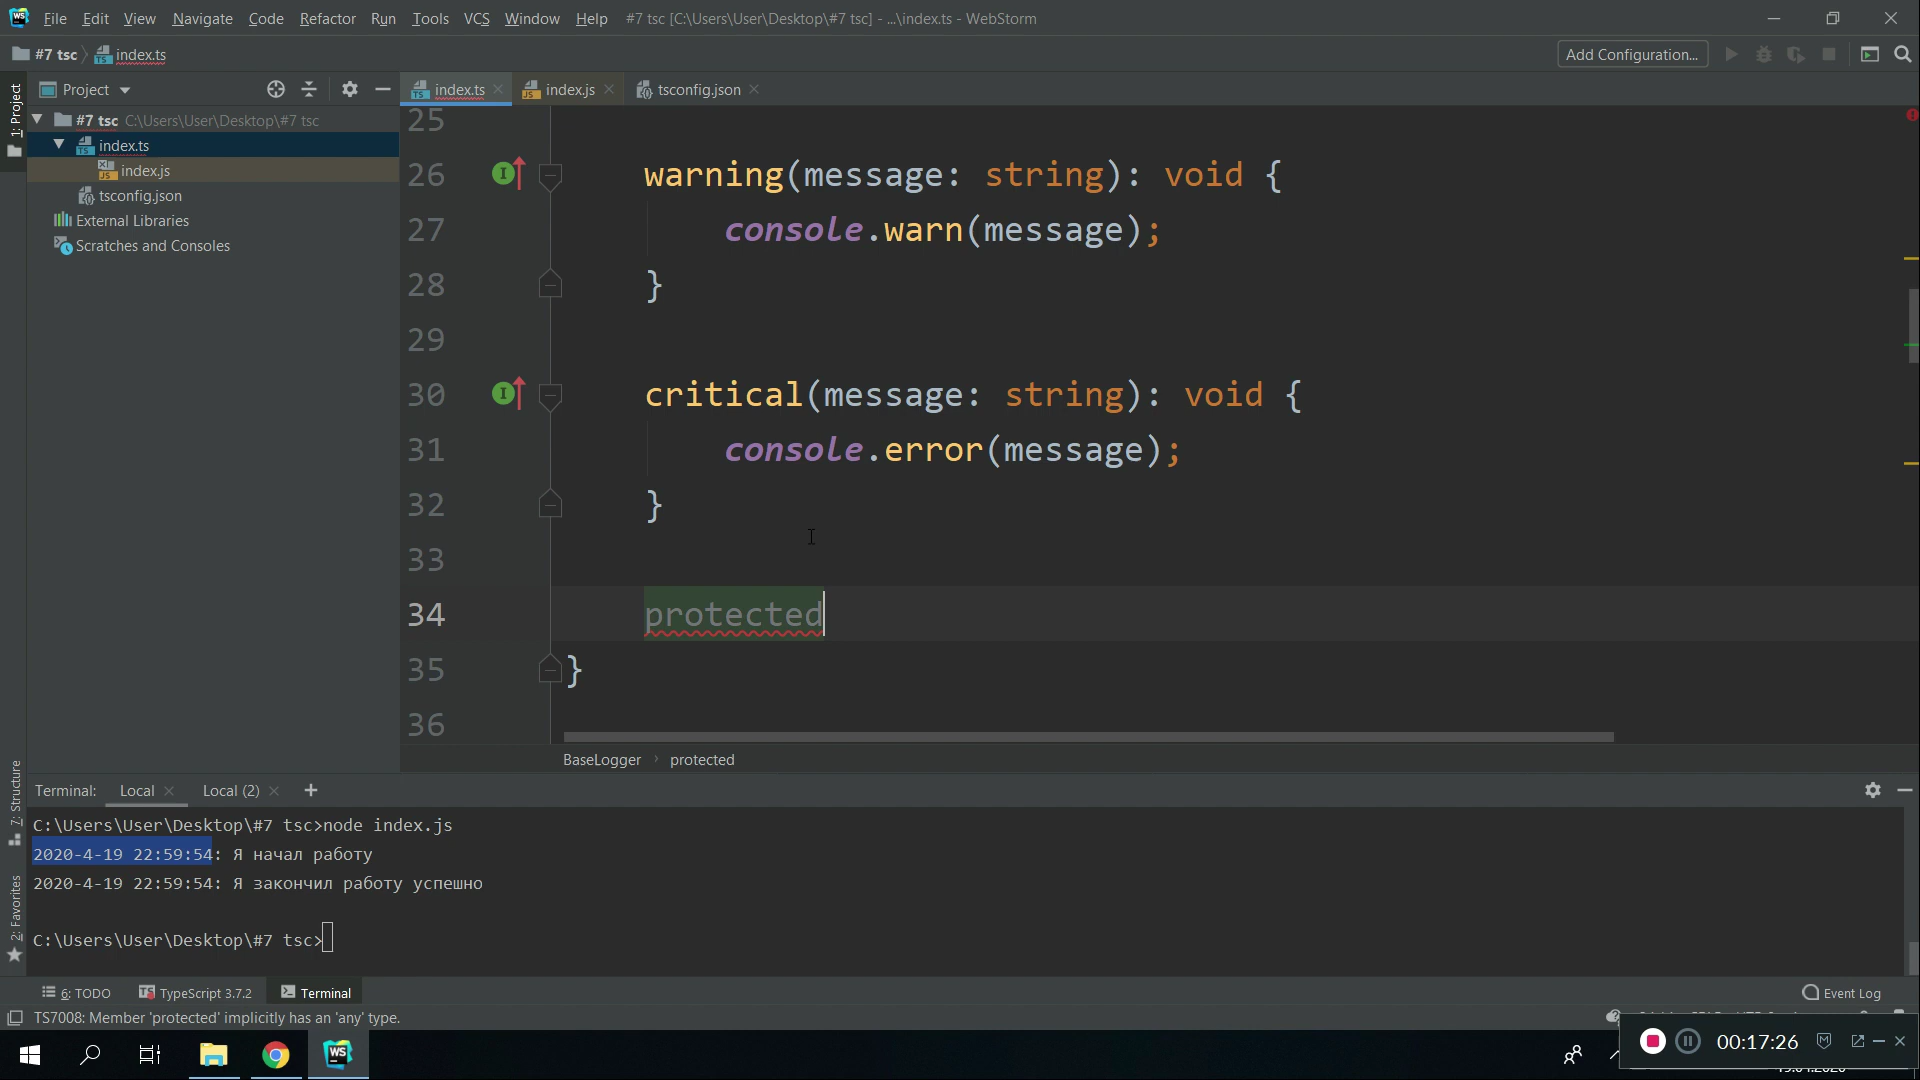 File Edit View Navigate Code Refactor Run Tools VCS Window Help #7 tsc [C:\Users\User\Desktop\#7 tsc] - ...\index.ts - WebStorm
#7 tsc index.ts Add Configuration...
1: Project
Project
index.ts index.js tsconfig.json
#7 tsc C:\Users\User\Desktop\#7 tsc
index.ts
index.js
tsconfig.json
External Libraries
Scratches and Consoles
25
26 warning(message: string): void {
27 console.warn(message);
28 }
29
30 critical(message: string): void {
31 console.error(message);
32 }
33
34 protected
35 }
36
BaseLogger › protected
7: Structure
2: Favorites
Terminal: Local Local (2) +
C:\Users\User\Desktop\#7 tsc>node index.js
2020-4-19 22:59:54: Я начал работу
2020-4-19 22:59:54: Я закончил работу успешно
C:\Users\User\Desktop\#7 tsc>
6: TODO TypeScript 3.7.2 Terminal Event Log
TS7008: Member 'protected' implicitly has an 'any' type.
00:17:26